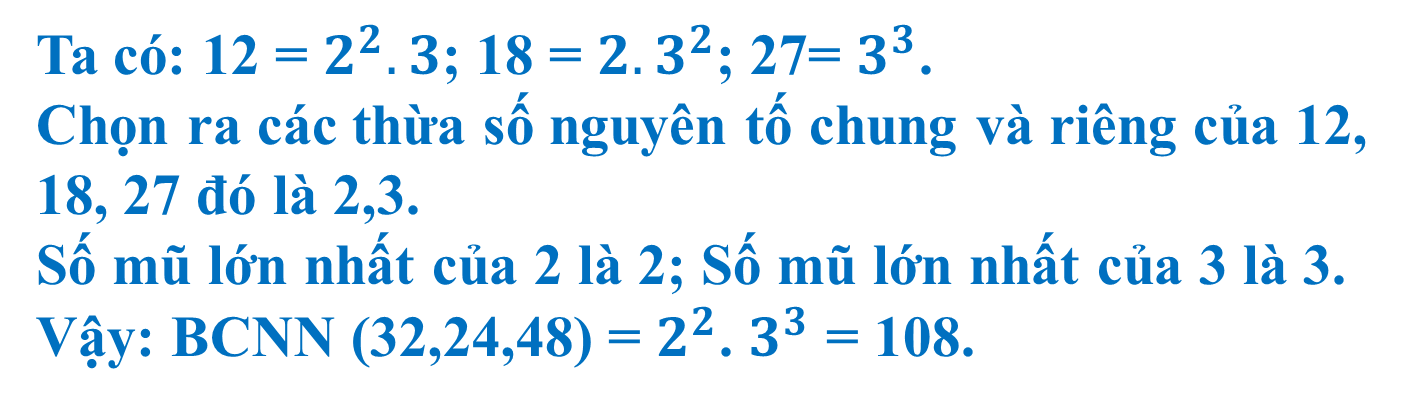 Ta có: 12 = 2².3; 18 = 2.3²; 27= 3³.
Chọn ra các thừa số nguyên tố chung và riêng của 12,
18, 27 đó là 2,3.
Số mũ lớn nhất của 2 là 2; Số mũ lớn nhất của 3 là 3.
Vậy: BCNN (32,24,48) = 2². 3³ = 108.